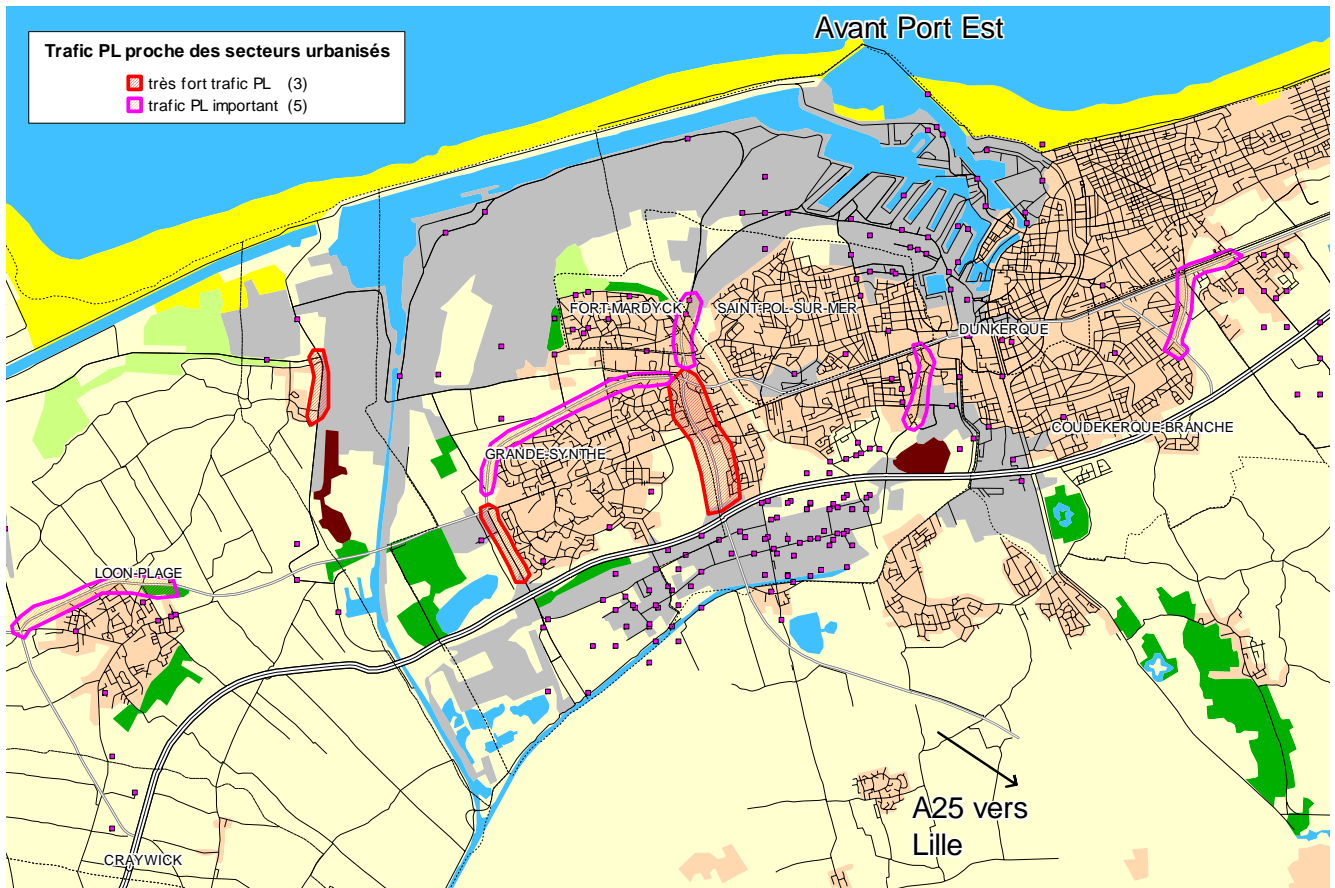 Avant Port Est
Trafic PL proche des secteurs urbanisés
très fort trafic PL (3)
trafic PL important (5)
FORT-MARDYCK
SAINT-POL-SUR-MER
DUNKERQUE
COUDEKERQUE-BRANCHE
GRANDE-SYNTHE
LOON-PLAGE
A25 vers
Lille
CRAYWICK